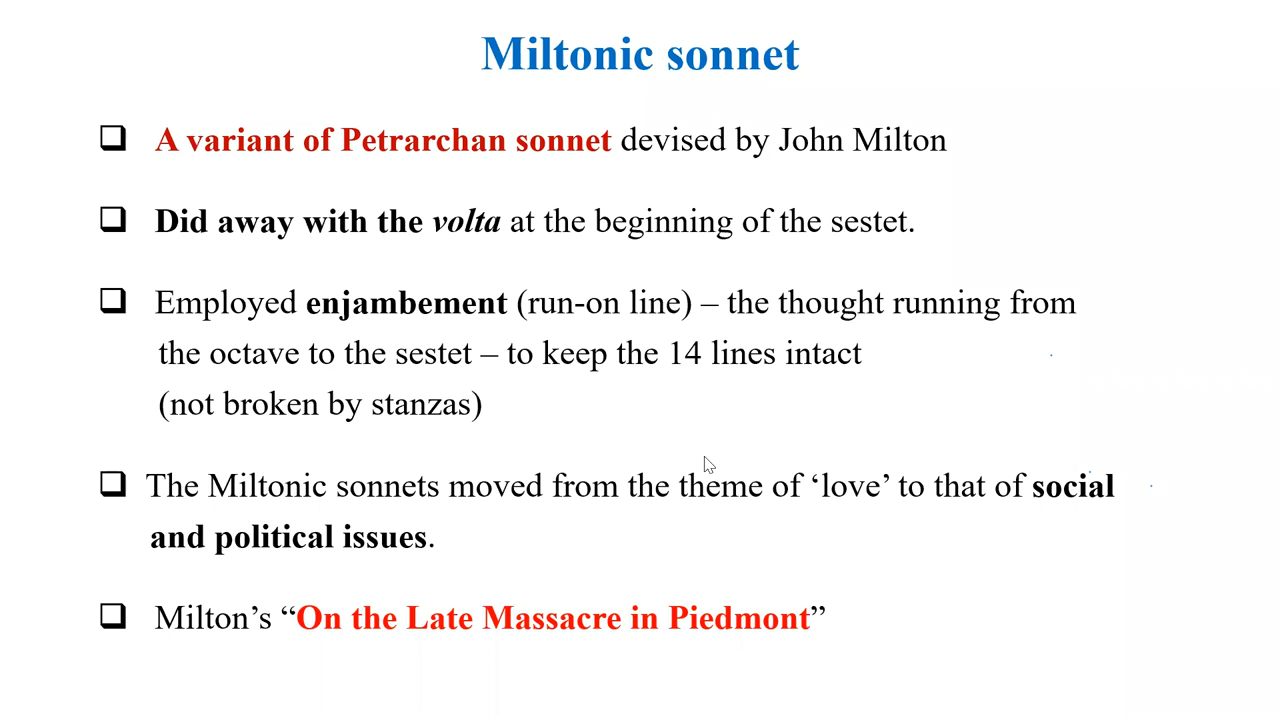 Miltonic sonnet
❑ A variant of Petrarchan sonnet devised by John Milton
❑ Did away with the volta at the beginning of the sestet.
❑ Employed enjambement (run-on line) – the thought running from
the octave to the sestet – to keep the 14 lines intact
(not broken by stanzas)
❑ The Miltonic sonnets moved from the theme of ‘love’ to that of social
and political issues.
❑ Milton’s “On the Late Massacre in Piedmont”